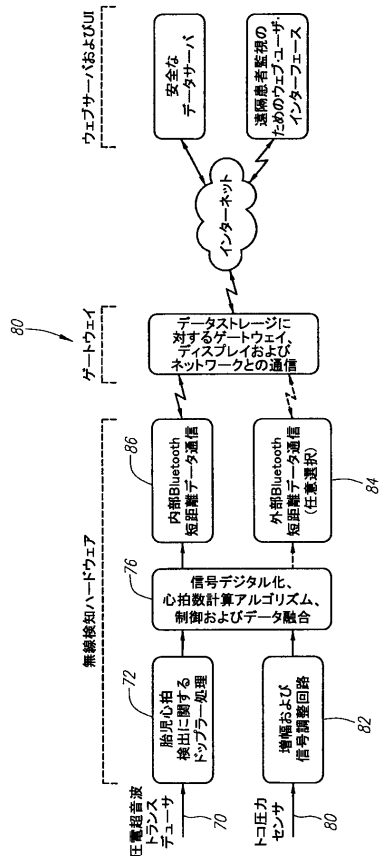 80
無線検知ハードウェア
ゲートウェイ
ウェブサーバおよびUI
圧電超音波
トランス
デューサ
70
72
胎児心拍
検出に関する
ドップラー処理
76
信号デジタル化、
心拍数計算アルゴリズム、
制御およびデータ融合
86
内部Bluetooth
短距離データ通信
データストレージに
対するゲートウェイ、
ディスプレイおよび
ネットワークとの通信
インターネット
安全な
データサーバ
遠隔患者監視の
ためのウェブ・ユーザ・
インターフェース
トコ圧力
センサ
80
増幅および
信号調整回路
82
外部Bluetooth
短距離データ通信
(任意選択)
84